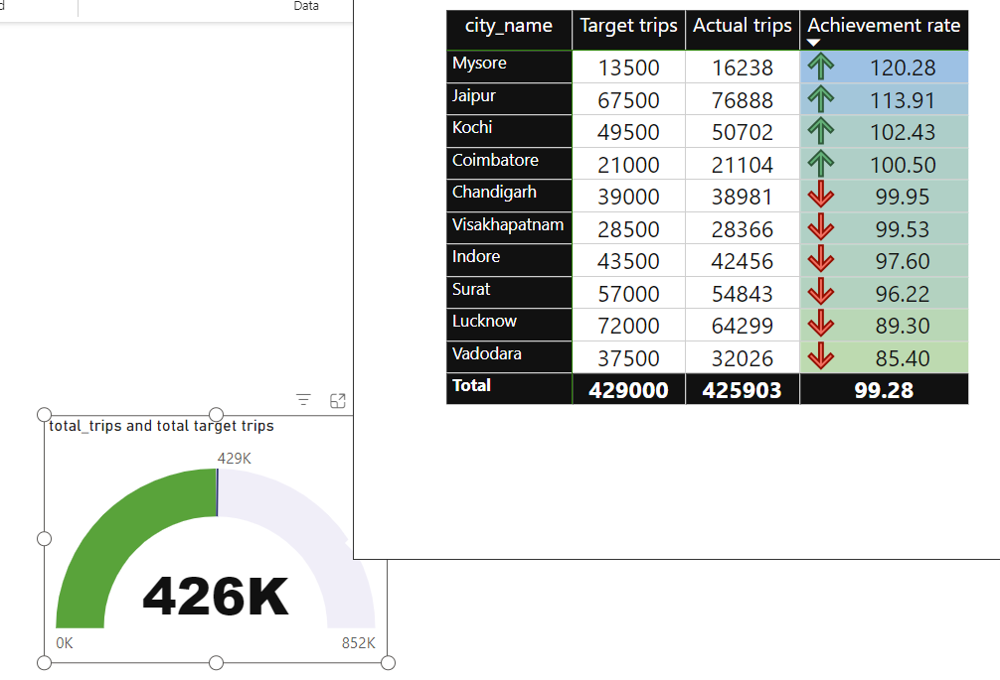 Data
city_name Target trips Actual trips Achievement rate
Mysore 13500 16238 120.28
Jaipur 67500 76888 113.91
Kochi 49500 50702 102.43
Coimbatore 21000 21104 100.50
Chandigarh 39000 38981 99.95
Visakhapatnam 28500 28366 99.53
Indore 43500 42456 97.60
Surat 57000 54843 96.22
Lucknow 72000 64299 89.30
Vadodara 37500 32026 85.40
Total 429000 425903 99.28
total_trips and total target trips
429K
426K
0K 852K